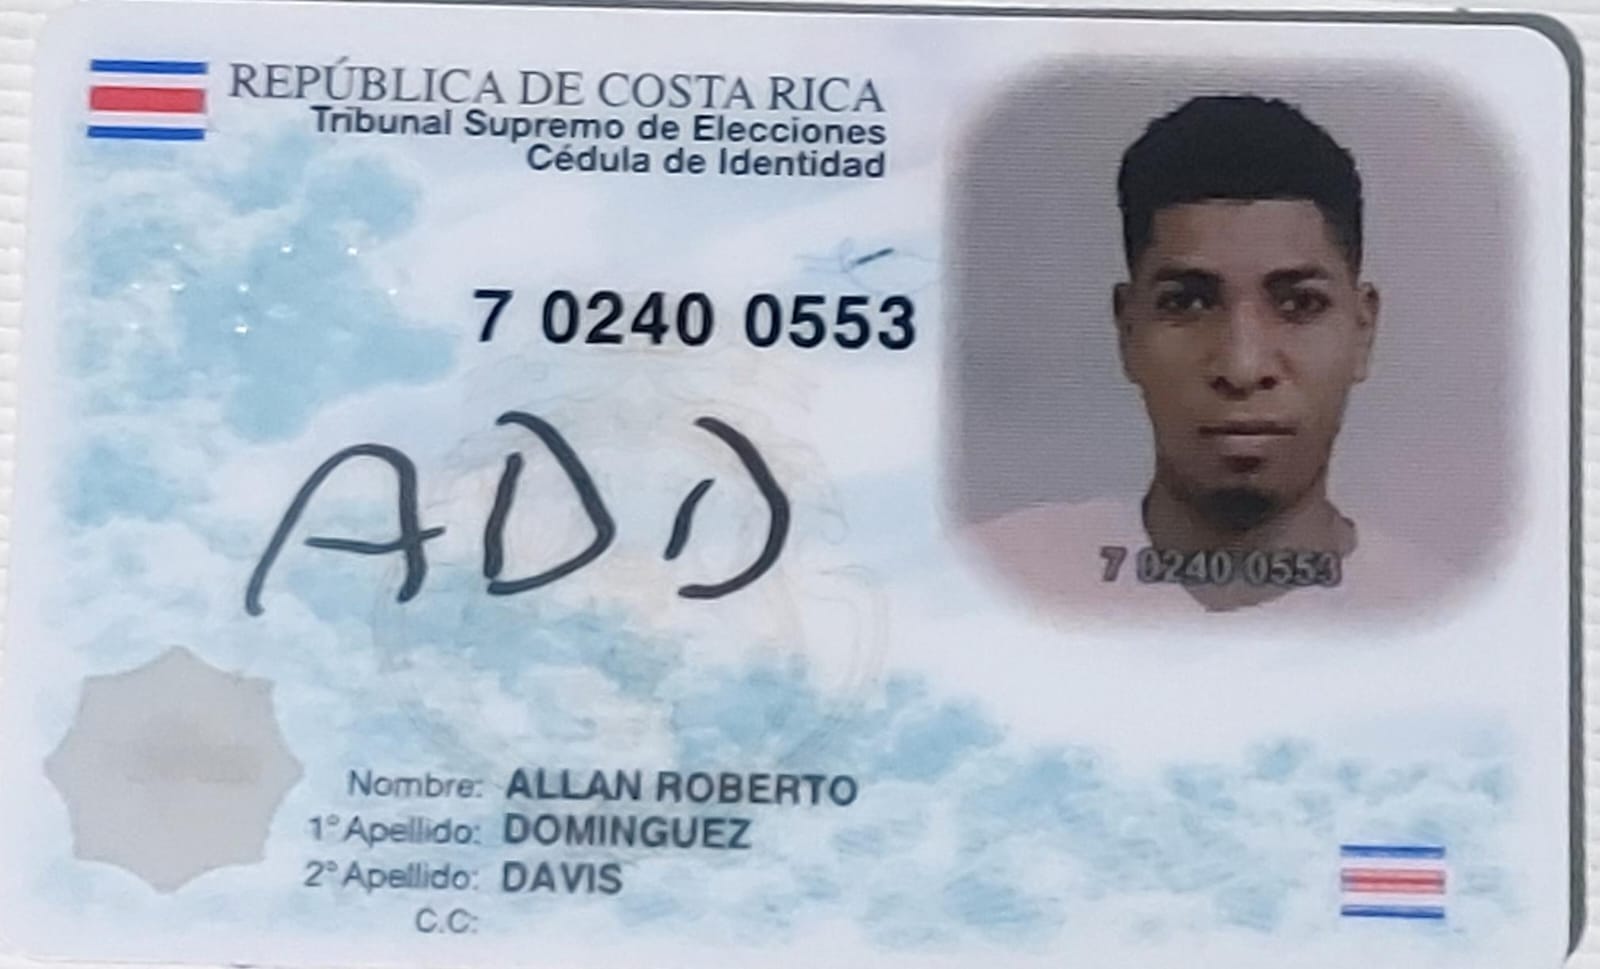 REPÚBLICA DE COSTA RICA
Tribunal Supremo de Elecciones
Cédula de Identidad
7 0240 0553
ADD
7 0240 0553
Nombre: ALLAN ROBERTO
1° Apellido: DOMINGUEZ
2° Apellido: DAVIS
C.C: